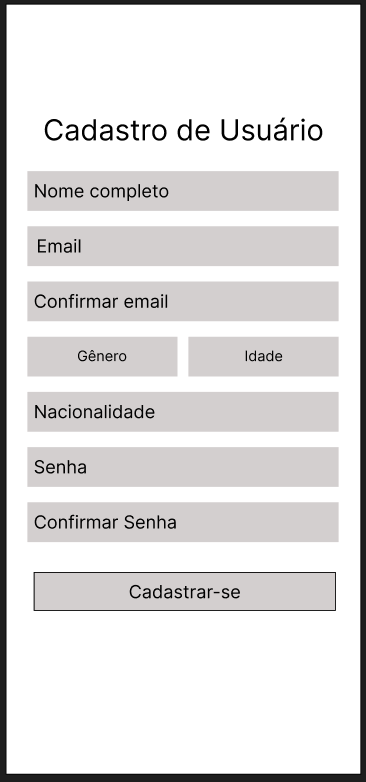 Cadastro de Usuário
Nome completo
Email
Confirmar email
Gênero Idade
Nacionalidade
Senha
Confirmar Senha
Cadastrar-se